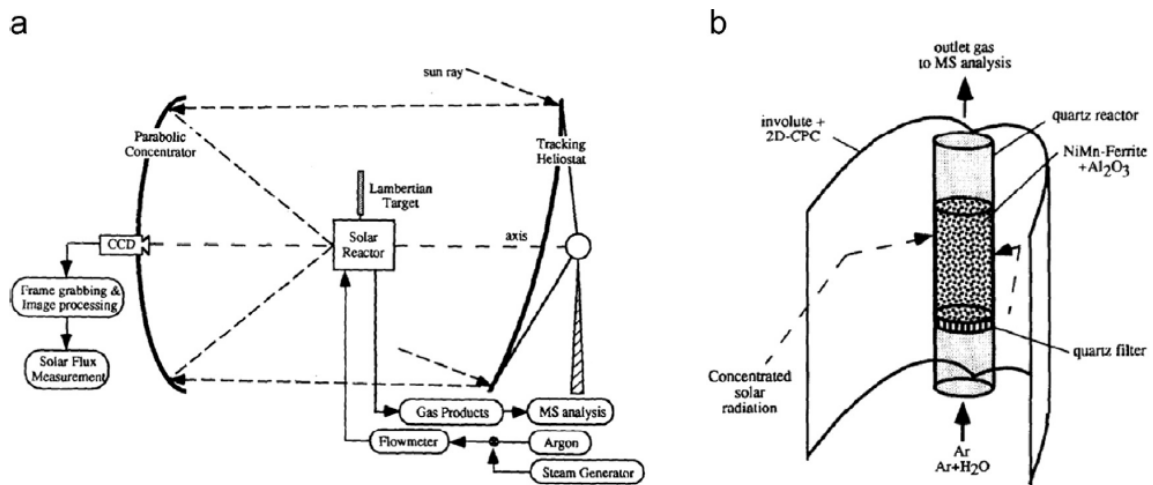 a
sun ray
Parabolic
Concentrator
Tracking
Heliostat
Lambertian
Target
Solar
Reactor
axis
CCD
Frame grabbing &
Image processing
Solar Flux
Measurement
Gas Products
MS analysis
Flowmeter
Argon
Steam Generator
b
outlet gas
to MS analysis
involute +
2D-CPC
quartz reactor
NiMn-Ferrite
+Al₂O₃
quartz filter
Concentrated
solar
radiation
Ar
Ar+H₂O